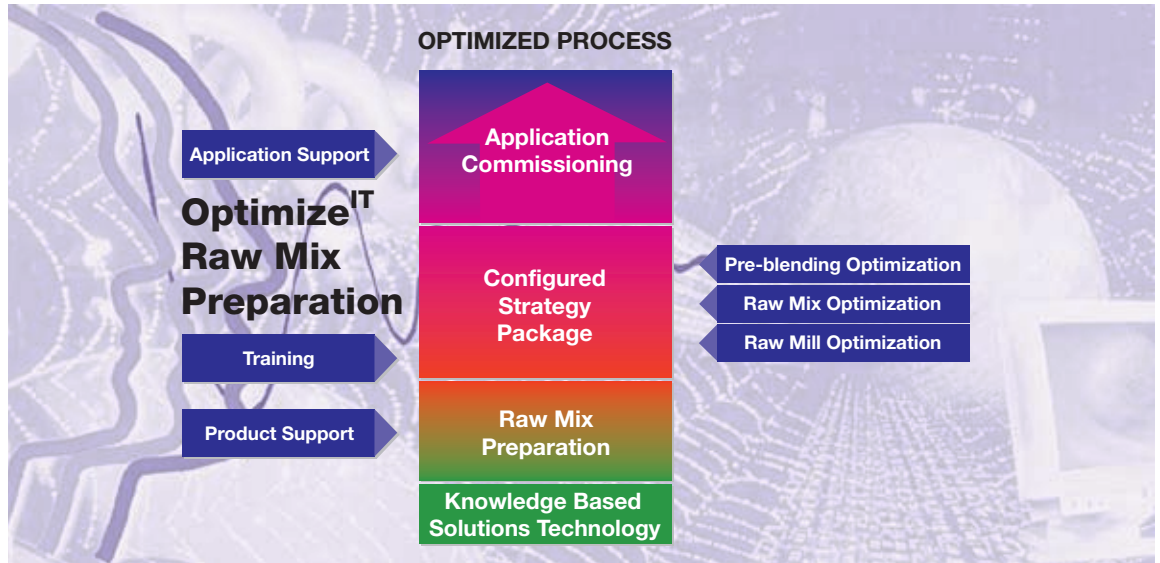 OPTIMIZED PROCESS
Application
Commissioning
Application Support
Optimize^IT
Raw Mix
Preparation
Configured
Strategy
Package
Pre-blending Optimization
Raw Mix Optimization
Raw Mill Optimization
Training
Product Support
Raw Mix
Preparation
Knowledge Based
Solutions Technology